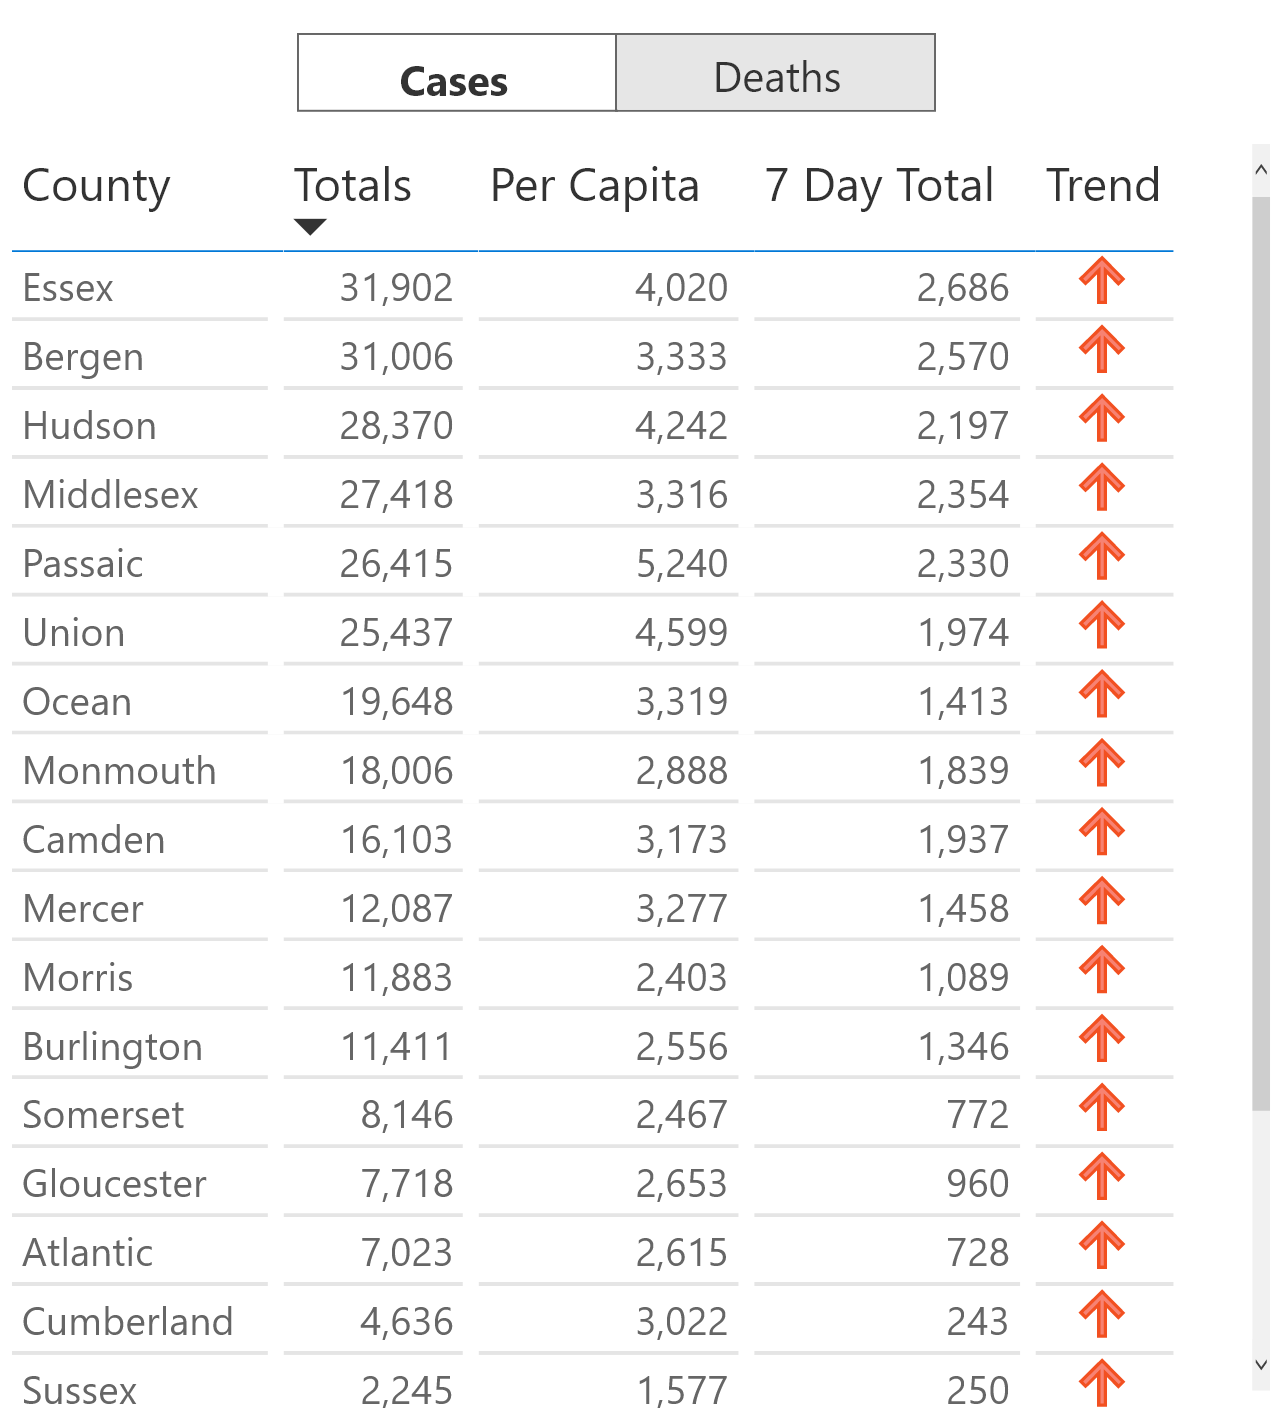 Cases Deaths
County Totals Per Capita 7 Day Total Trend
Essex 31,902 4,020 2,686
Bergen 31,006 3,333 2,570
Hudson 28,370 4,242 2,197
Middlesex 27,418 3,316 2,354
Passaic 26,415 5,240 2,330
Union 25,437 4,599 1,974
Ocean 19,648 3,319 1,413
Monmouth 18,006 2,888 1,839
Camden 16,103 3,173 1,937
Mercer 12,087 3,277 1,458
Morris 11,883 2,403 1,089
Burlington 11,411 2,556 1,346
Somerset 8,146 2,467 772
Gloucester 7,718 2,653 960
Atlantic 7,023 2,615 728
Cumberland 4,636 3,022 243
Sussex 2,245 1,577 250